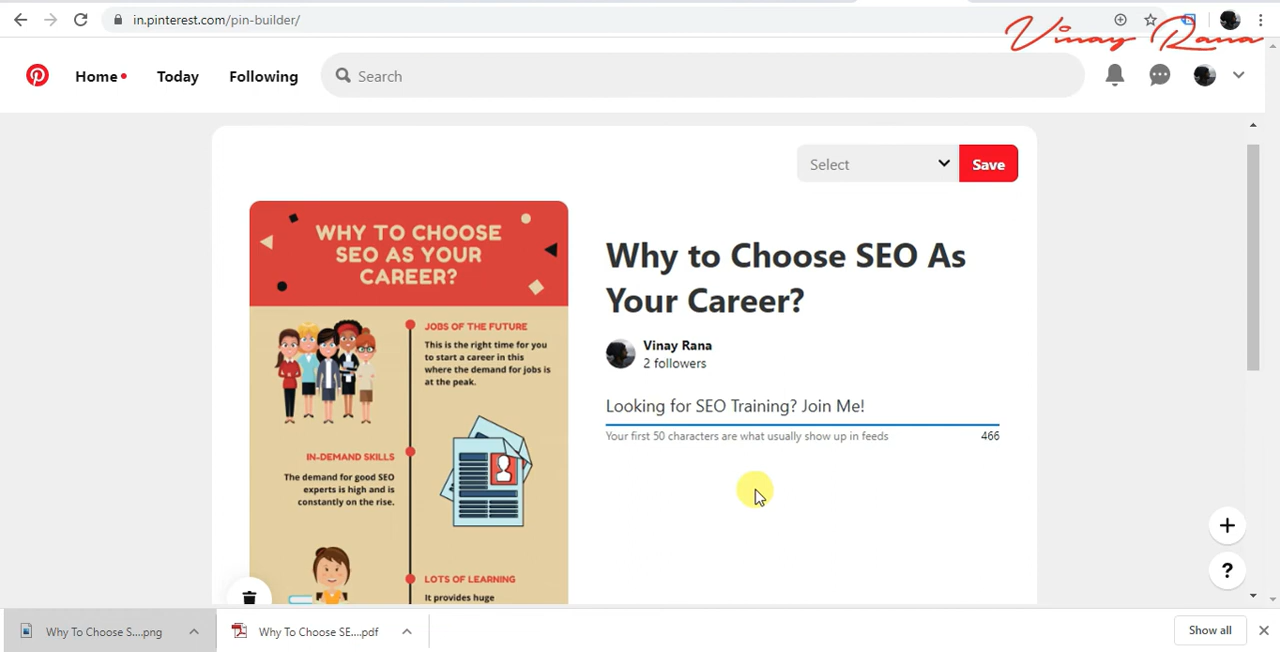 in.pinterest.com/pin-builder/
Vinay Rana
Home
Today
Following
Search
Select
Save
WHY TO CHOOSE
SEO AS YOUR
CAREER?
JOBS OF THE FUTURE
This is the right time for you
to start a career in this
where the demand for jobs is
at the peak.
IN-DEMAND SKILLS
The demand for good SEO
experts is high and is
constantly on the rise.
LOTS OF LEARNING
It provides huge
Why to Choose SEO As
Your Career?
Vinay Rana
2 followers
Looking for SEO Training? Join Me!
Your first 50 characters are what usually show up in feeds
466
+
?
Why To Choose S....png
Why To Choose SE....pdf
Show all